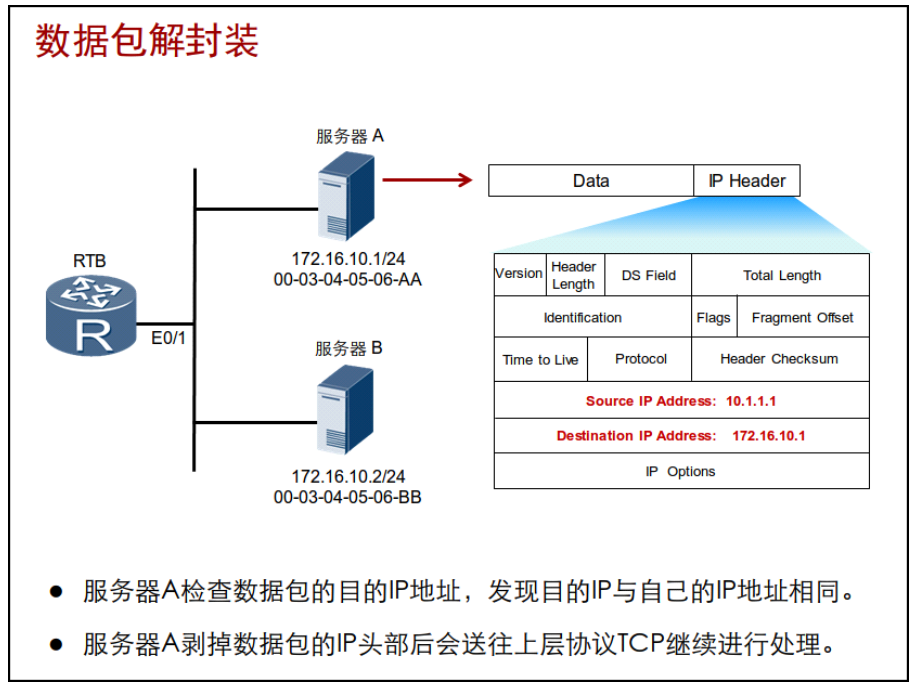 数据包解封装
服务器 A
Data
IP Header
172.16.10.1/24
00-03-04-05-06-AA
RTB
R
E0/1
服务器 B
172.16.10.2/24
00-03-04-05-06-BB
Version
Header
Length
DS Field
Total Length
Identification
Flags
Fragment Offset
Time to Live
Protocol
Header Checksum
Source IP Address: 10.1.1.1
Destination IP Address: 172.16.10.1
IP Options
● 服务器A检查数据包的目的IP地址，发现目的IP与自己的IP地址相同。
● 服务器A剥掉数据包的IP头部后会送往上层协议TCP继续进行处理。